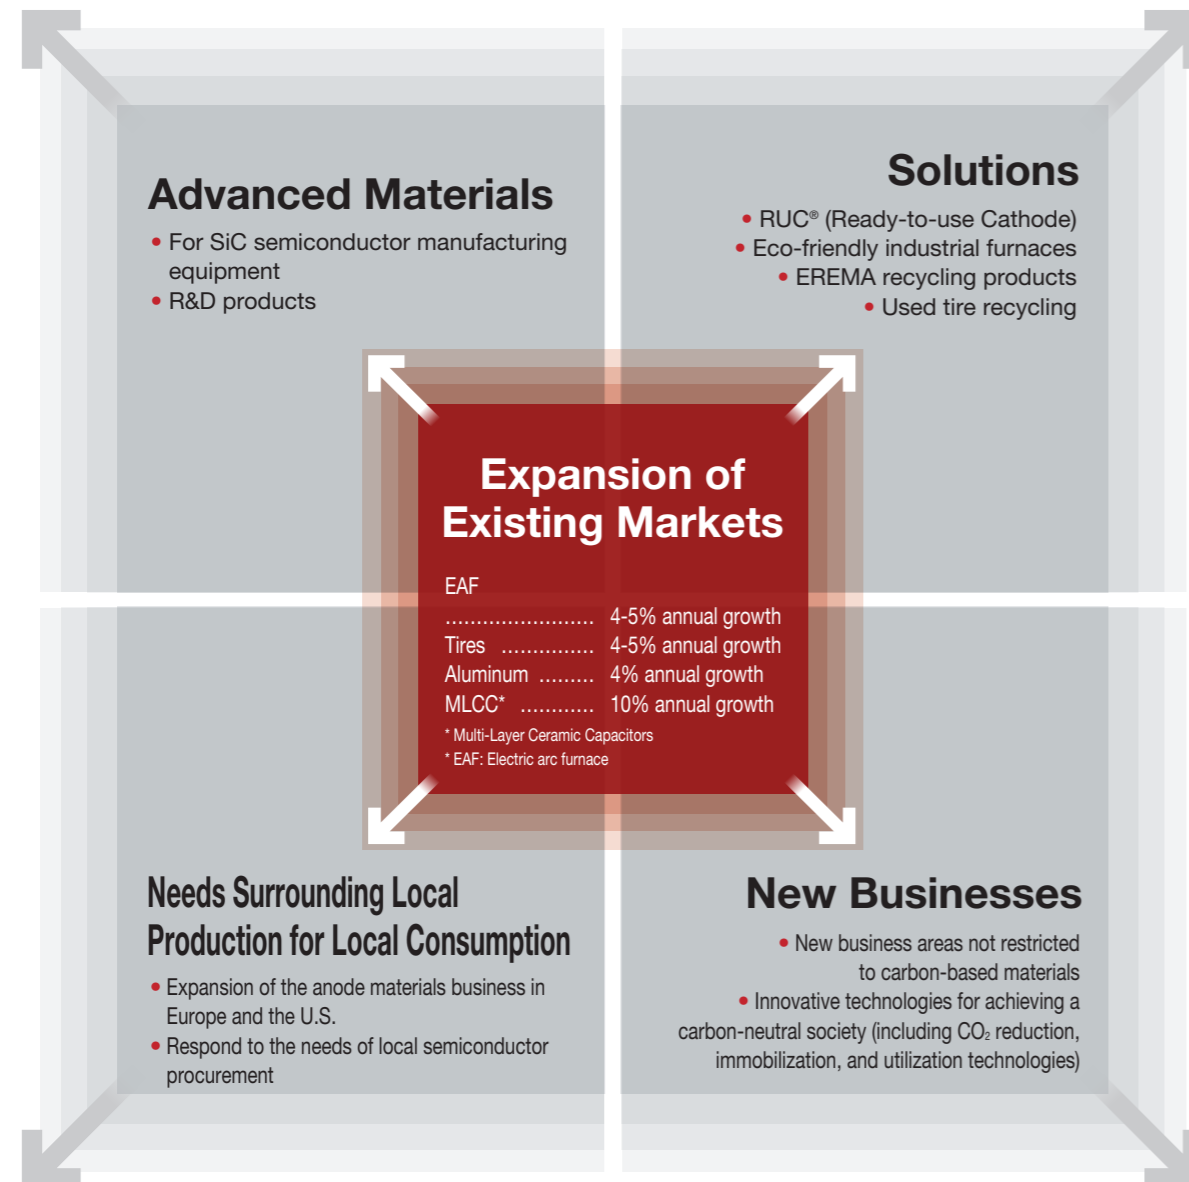 Advanced Materials
• For SiC semiconductor manufacturing
equipment
• R&D products
Solutions
• RUC® (Ready-to-use Cathode)
• Eco-friendly industrial furnaces
• EREMA recycling products
• Used tire recycling
Expansion of
Existing Markets
EAF
........................ 4-5% annual growth
Tires ............... 4-5% annual growth
Aluminum ......... 4% annual growth
MLCC* ............ 10% annual growth
* Multi-Layer Ceramic Capacitors
* EAF: Electric arc furnace
Needs Surrounding Local
Production for Local Consumption
• Expansion of the anode materials business in
Europe and the U.S.
• Respond to the needs of local semiconductor
procurement
New Businesses
• New business areas not restricted
to carbon-based materials
• Innovative technologies for achieving a
carbon-neutral society (including CO₂ reduction,
immobilization, and utilization technologies)